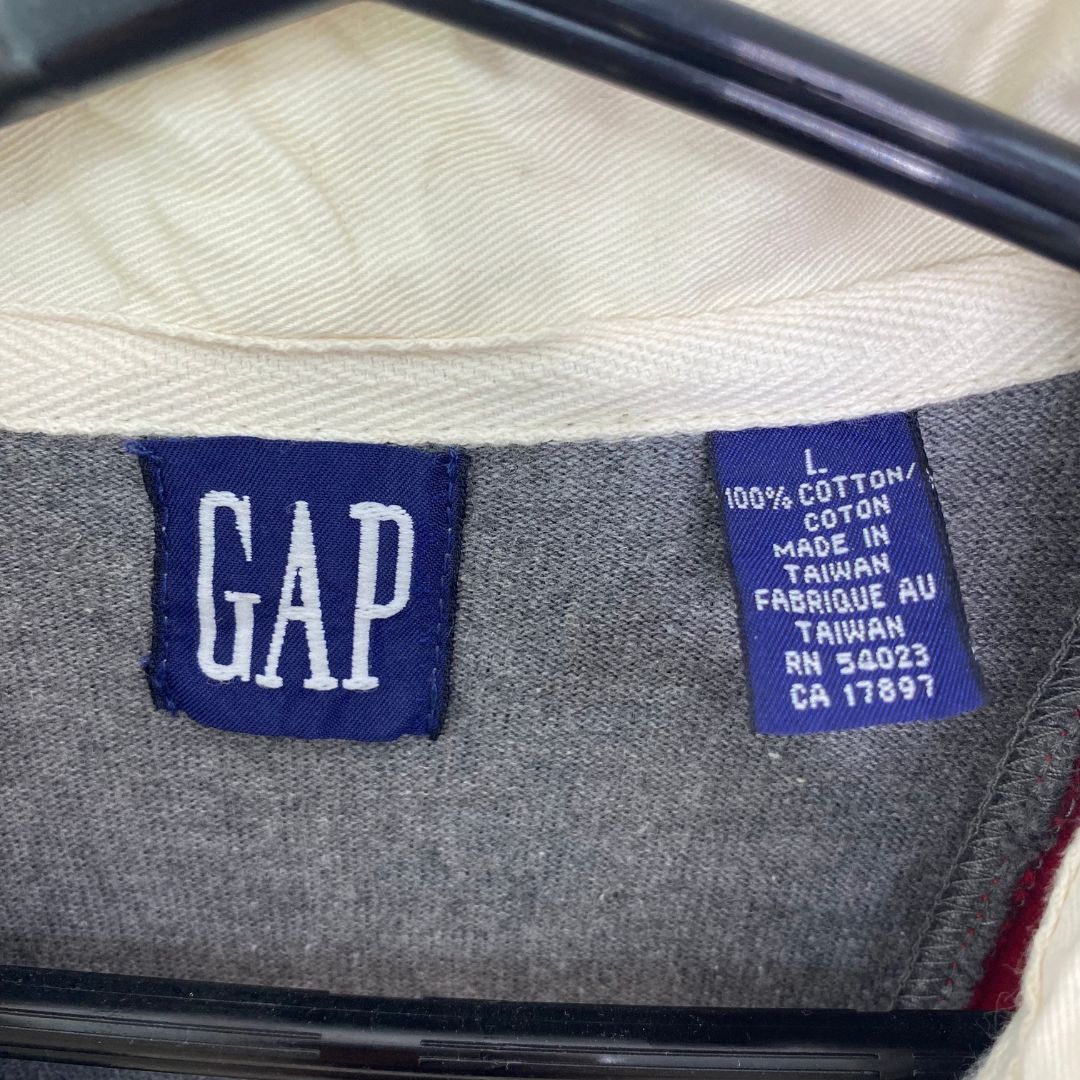 GAP
L
100% COTTON/
COTON
MADE IN
TAIWAN
FABRIQUE AU
TAIWAN
RN 54023
CA 17897